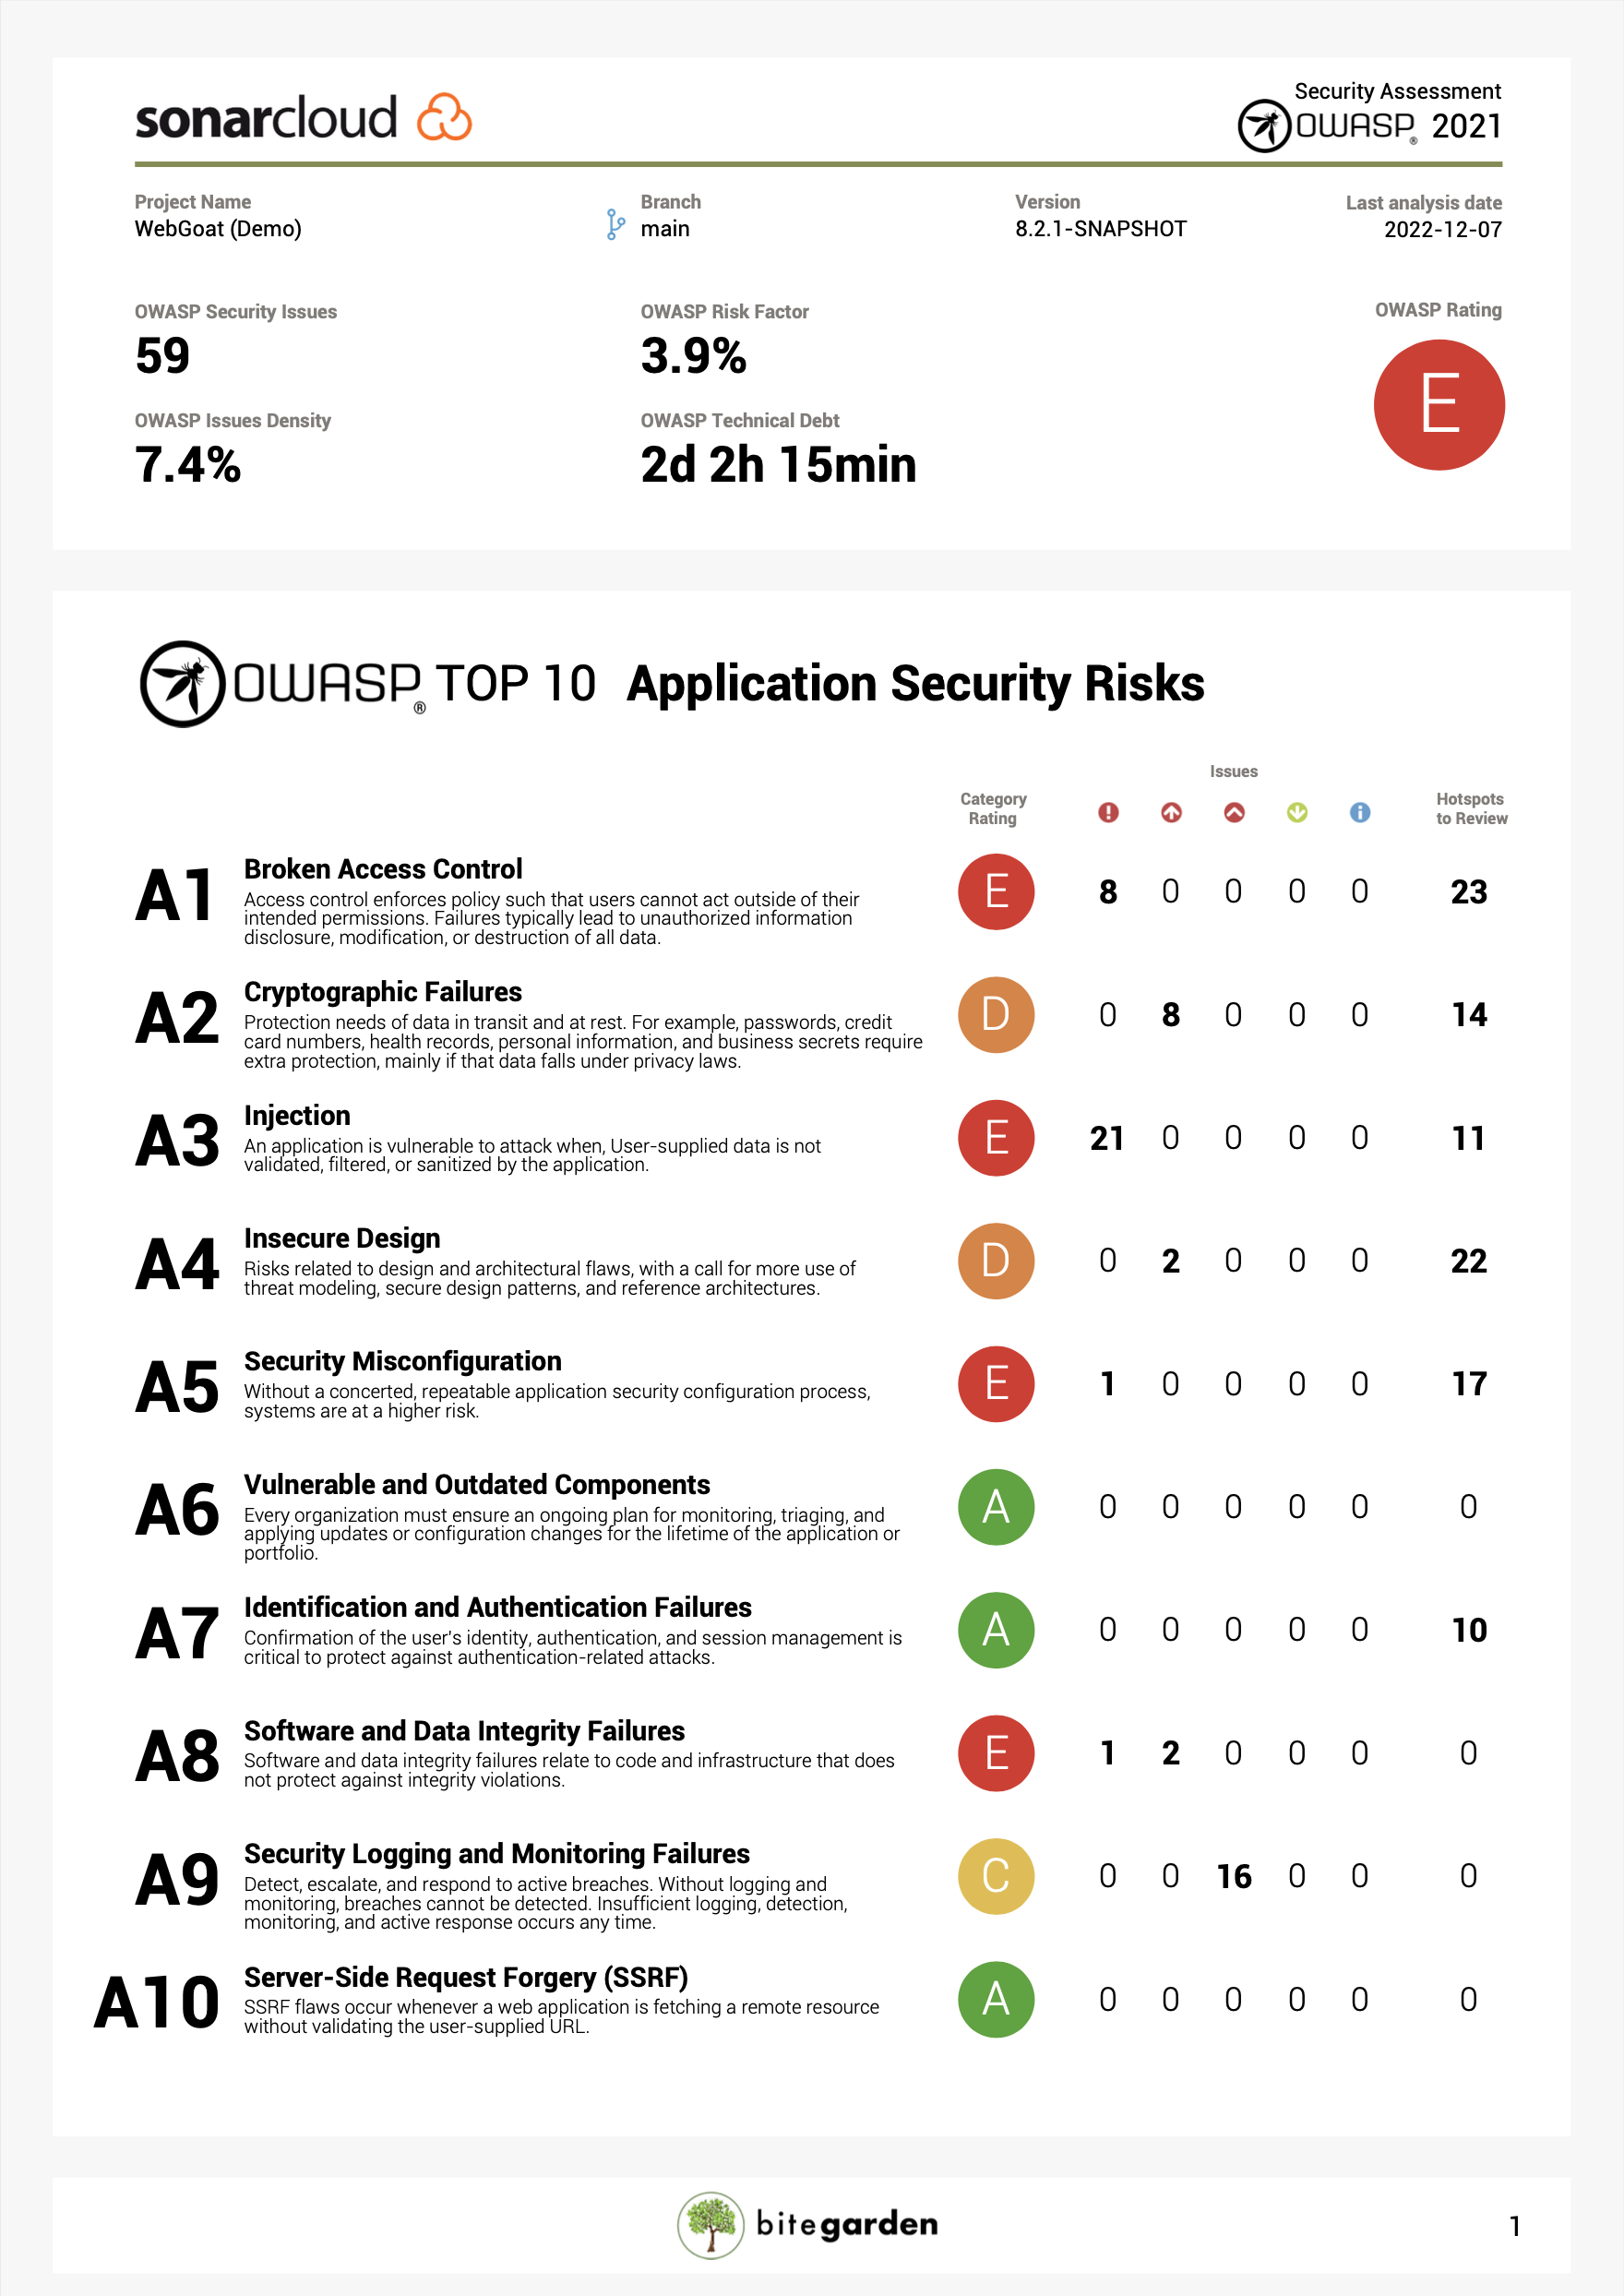 sonarcloud
Security Assessment
OWASP® 2021
Project Name
WebGoat (Demo)
Branch
main
Version
8.2.1-SNAPSHOT
Last analysis date
2022-12-07
OWASP Security Issues
59
OWASP Risk Factor
3.9%
OWASP Rating
E
OWASP Issues Density
7.4%
OWASP Technical Debt
2d 2h 15min
OWASP® TOP 10 Application Security Risks
Issues
Category
Rating
Hotspots
to Review
A1
Broken Access Control
Access control enforces policy such that users cannot act outside of their
intended permissions. Failures typically lead to unauthorized information
disclosure, modification, or destruction of all data.
E 8 0 0 0 0 23
A2
Cryptographic Failures
Protection needs of data in transit and at rest. For example, passwords, credit
card numbers, health records, personal information, and business secrets require
extra protection, mainly if that data falls under privacy laws.
D 0 8 0 0 0 14
A3
Injection
An application is vulnerable to attack when, User-supplied data is not
validated, filtered, or sanitized by the application.
E 21 0 0 0 0 11
A4
Insecure Design
Risks related to design and architectural flaws, with a call for more use of
threat modeling, secure design patterns, and reference architectures.
D 0 2 0 0 0 22
A5
Security Misconfiguration
Without a concerted, repeatable application security configuration process,
systems are at a higher risk.
E 1 0 0 0 0 17
A6
Vulnerable and Outdated Components
Every organization must ensure an ongoing plan for monitoring, triaging, and
applying updates or configuration changes for the lifetime of the application or
portfolio.
A 0 0 0 0 0 0
A7
Identification and Authentication Failures
Confirmation of the user's identity, authentication, and session management is
critical to protect against authentication-related attacks.
A 0 0 0 0 0 10
A8
Software and Data Integrity Failures
Software and data integrity failures relate to code and infrastructure that does
not protect against integrity violations.
E 1 2 0 0 0 0
A9
Security Logging and Monitoring Failures
Detect, escalate, and respond to active breaches. Without logging and
monitoring, breaches cannot be detected. Insufficient logging, detection,
monitoring, and active response occurs any time.
C 0 0 16 0 0 0
A10
Server-Side Request Forgery (SSRF)
SSRF flaws occur whenever a web application is fetching a remote resource
without validating the user-supplied URL.
A 0 0 0 0 0 0
bitegarden
1